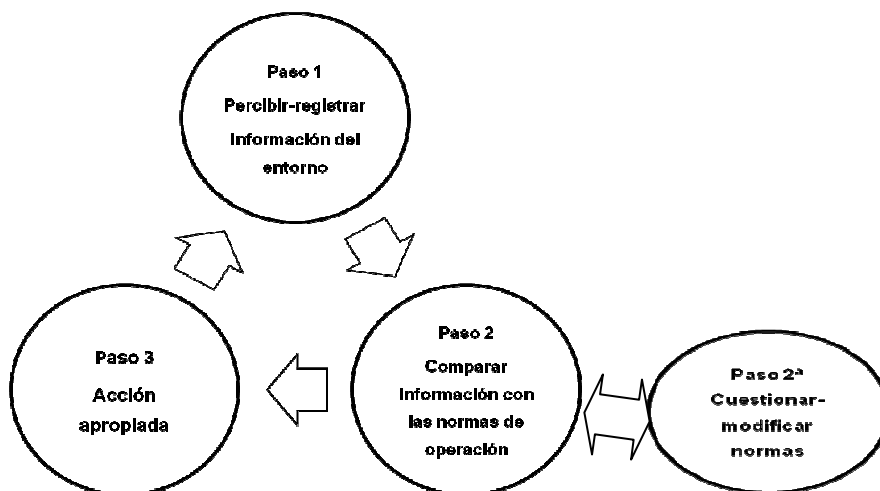 Paso 1
Percibir-registrar
Información del
entorno
Paso 2
Comparar
Información con
las normas de
operación
Paso 2ª
Cuestionar-
modificar
normas
Paso 3
Acción
apropiada